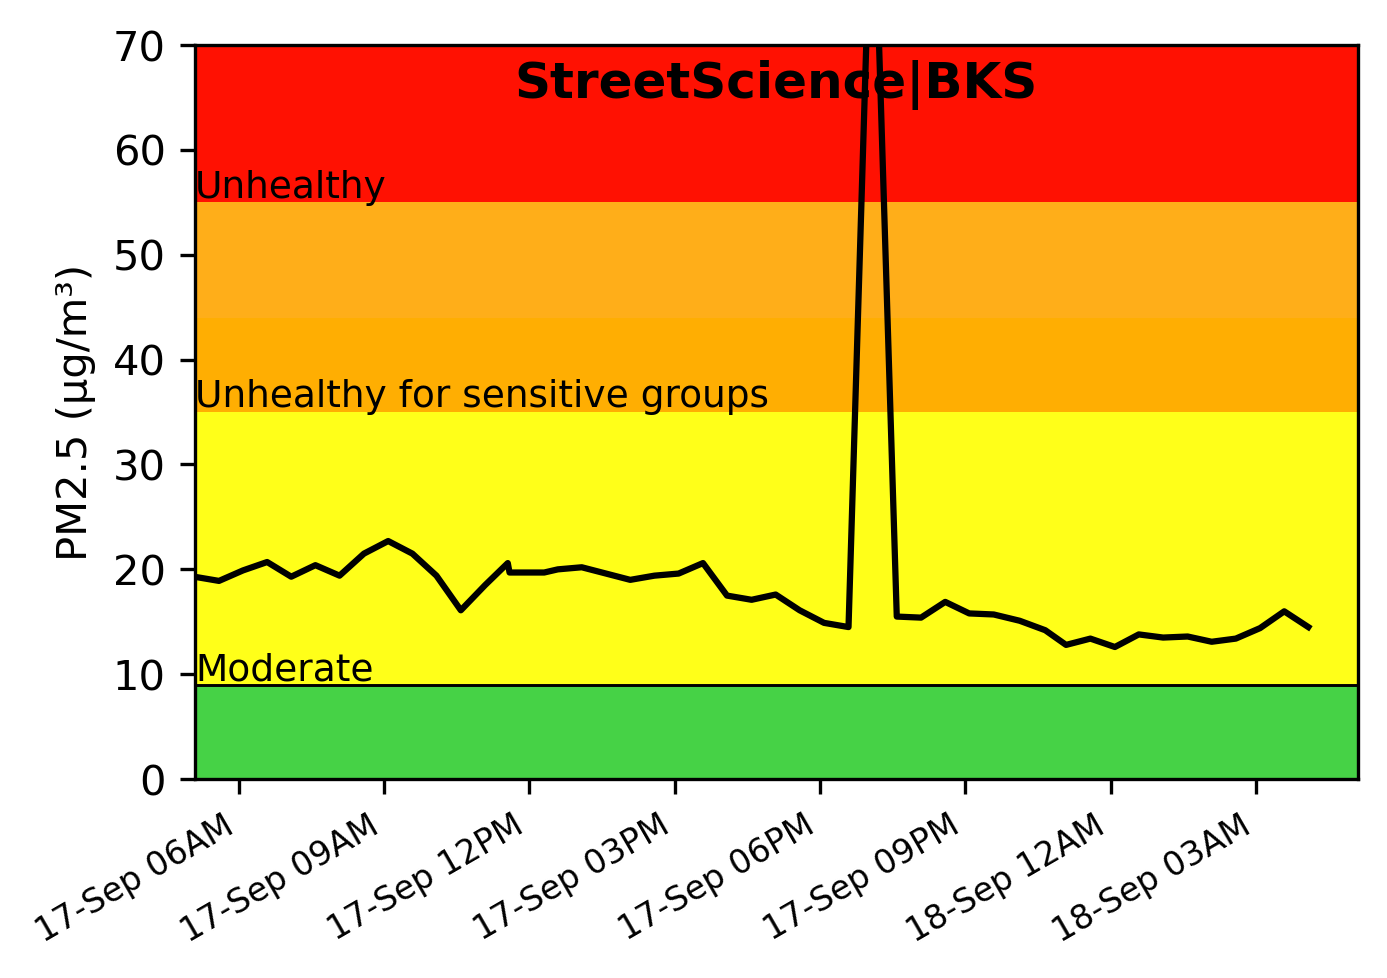 StreetScience|BKS
70
60
Unhealthy
50
40
Unhealthy for sensitive groups
30
20
Moderate
10
0
PM2.5 (µg/m³)
17-Sep 06AM
17-Sep 09AM
17-Sep 12PM
17-Sep 03PM
17-Sep 06PM
17-Sep 09PM
18-Sep 12AM
18-Sep 03AM